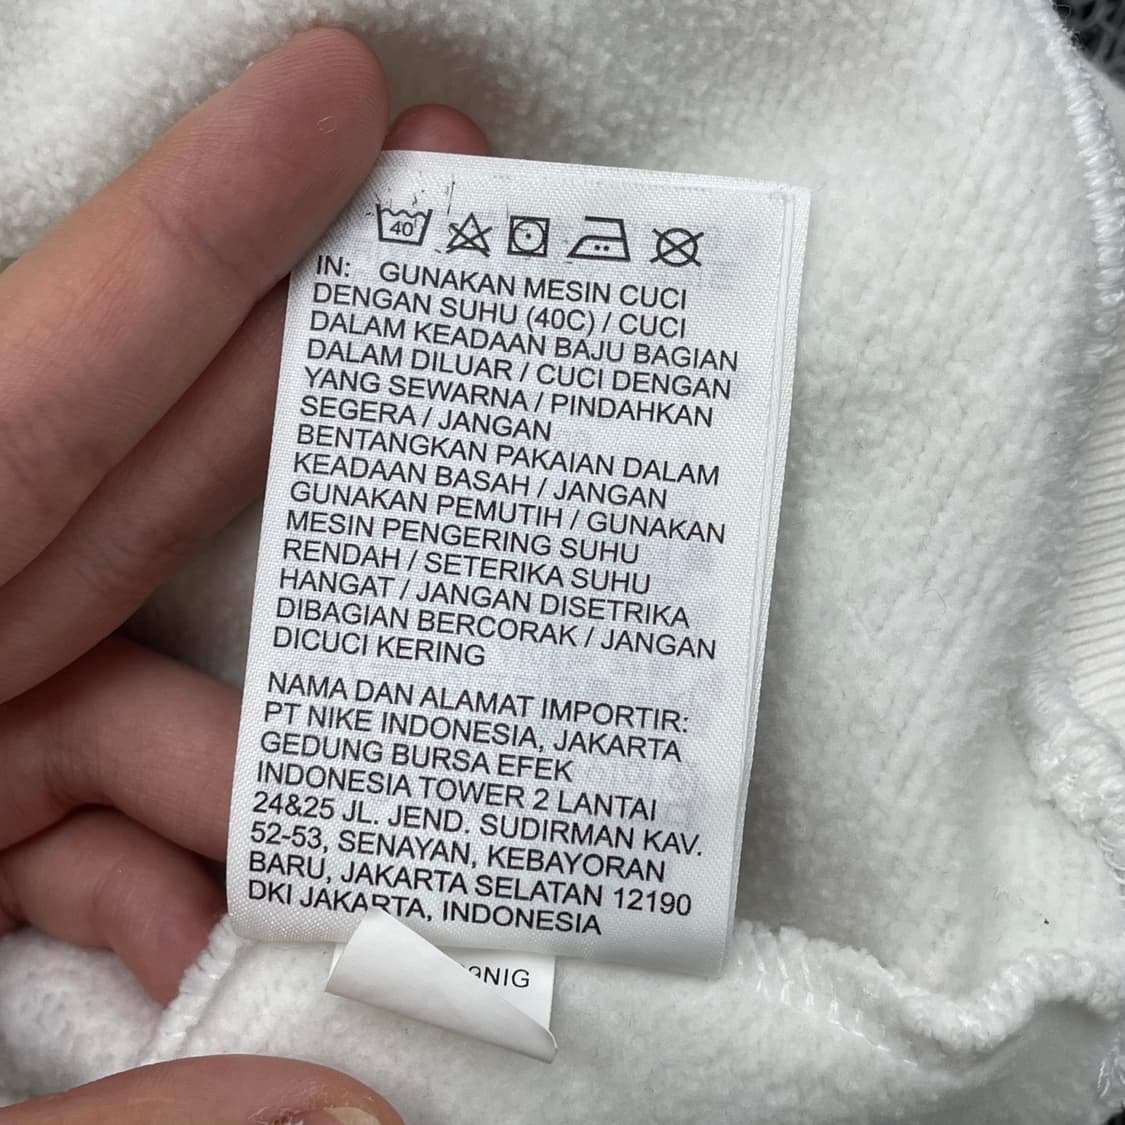 40
IN: GUNAKAN MESIN CUCI
DENGAN SUHU (40C) / CUCI
DALAM KEADAAN BAJU BAGIAN
DALAM DILUAR / CUCI DENGAN
YANG SEWARNA / PINDAHKAN
SEGERA / JANGAN
BENTANGKAN PAKAIAN DALAM
KEADAAN BASAH / JANGAN
GUNAKAN PEMUTIH / GUNAKAN
MESIN PENGERING SUHU
RENDAH / SETERIKA SUHU
HANGAT / JANGAN DISETRIKA
DIBAGIAN BERCORAK / JANGAN
DICUCI KERING
NAMA DAN ALAMAT IMPORTIR:
PT NIKE INDONESIA, JAKARTA
GEDUNG BURSA EFEK
INDONESIA TOWER 2 LANTAI
24&25 JL. JEND. SUDIRMAN KAV.
52-53, SENAYAN, KEBAYORAN
BARU, JAKARTA SELATAN 12190
DKI JAKARTA, INDONESIA
9NIG